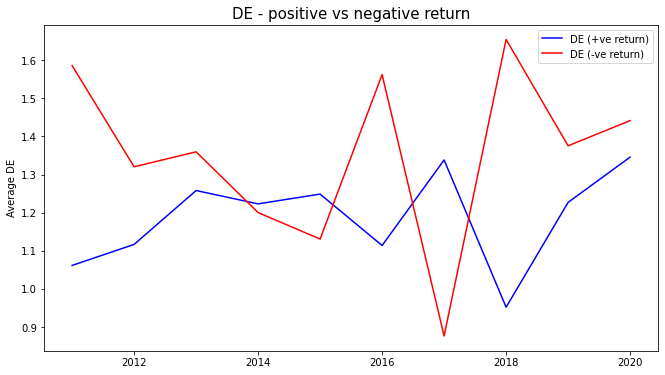 DE - positive vs negative return
DE (+ve return)
DE (-ve return)
Average DE
1.6
1.5
1.4
1.3
1.2
1.1
1.0
0.9
2012 2014 2016 2018 2020